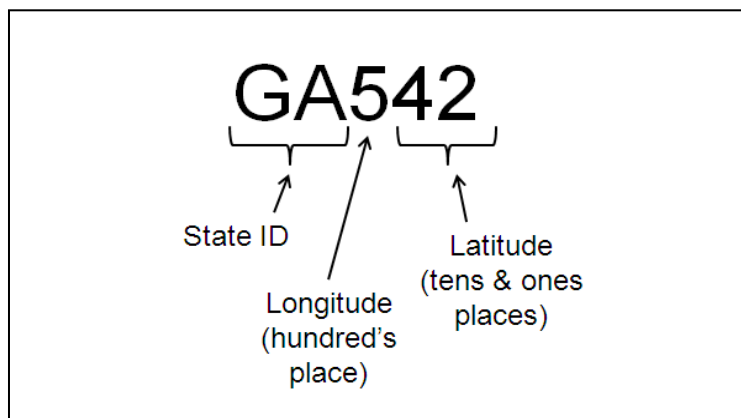 GA542
State ID
Longitude
(hundred's
place)
Latitude
(tens & ones
places)